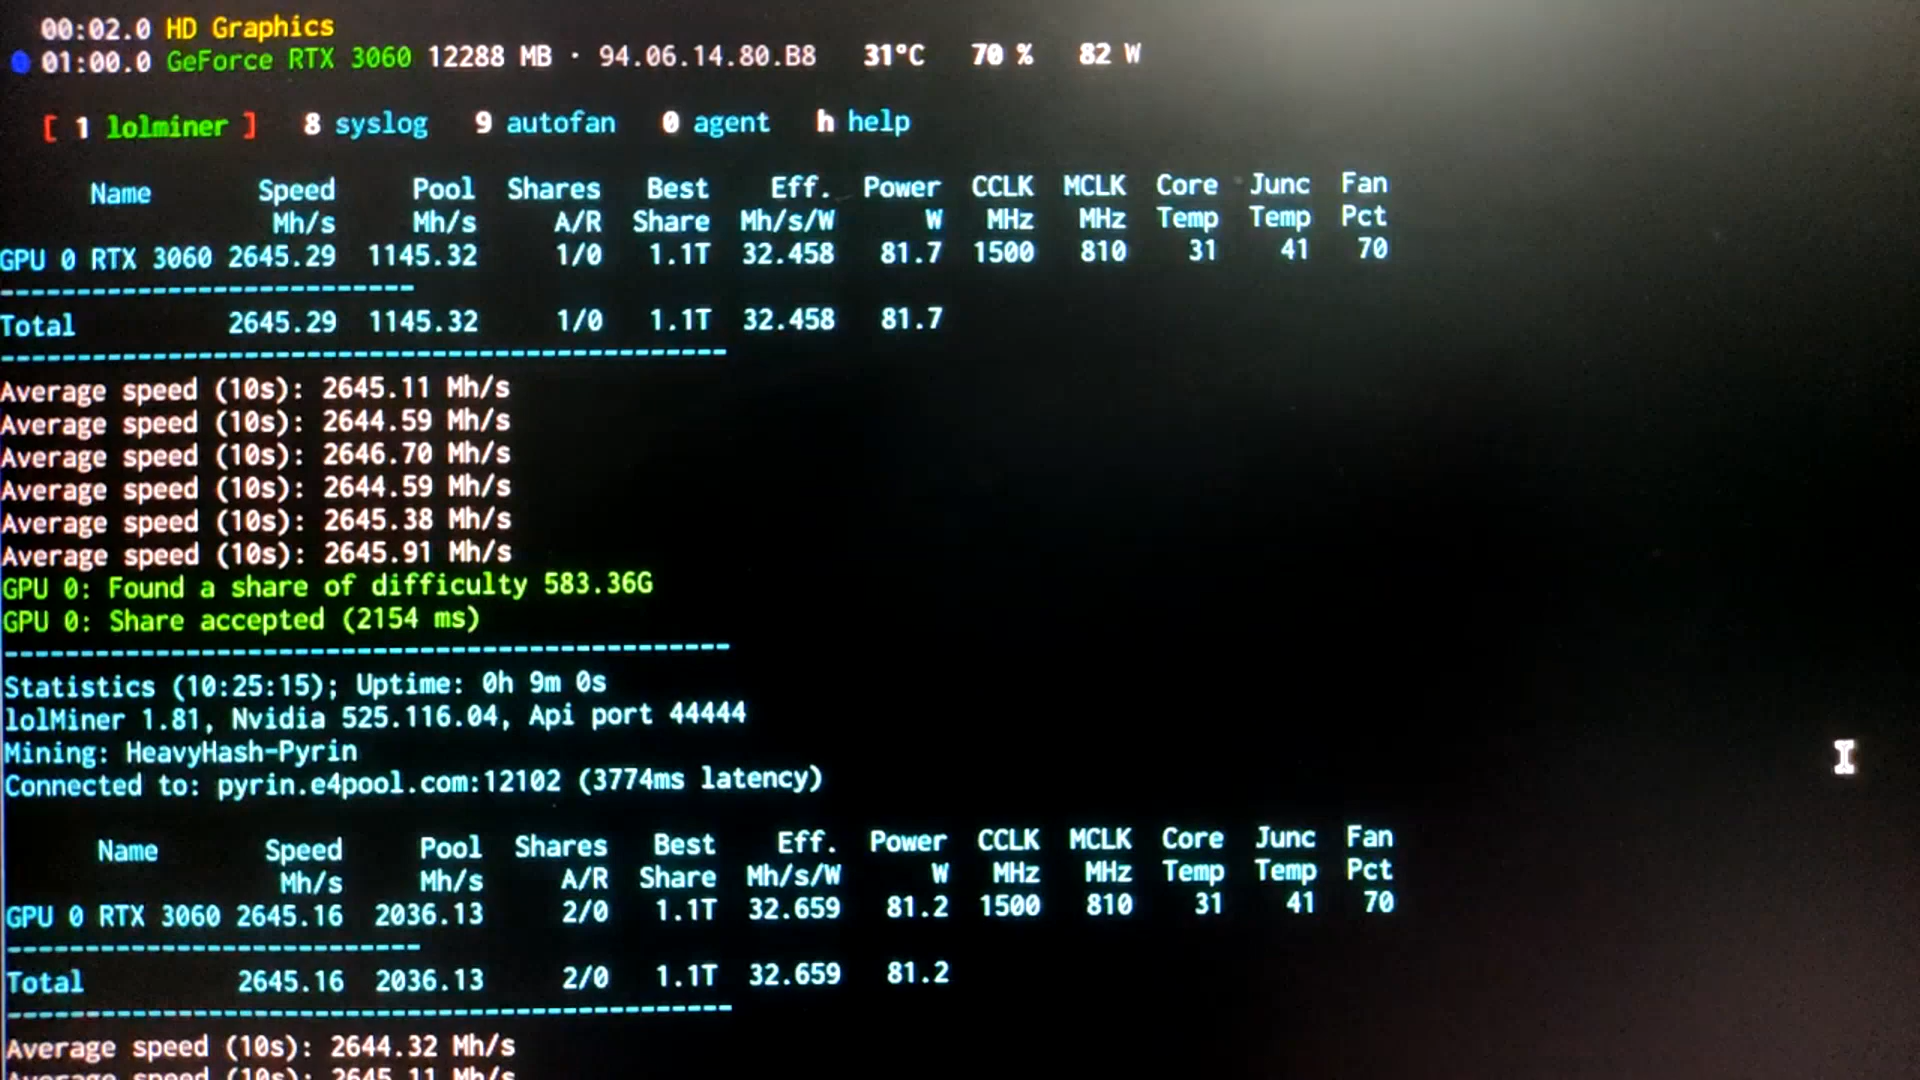 00:02.0 HD Graphics
01:00.0 GeForce RTX 3060 12288 MB · 94.06.14.80.B8 31°C 70 % 82 W
[ 1 lolminer ] 8 syslog 9 autofan 0 agent h help
Name Speed Pool Shares Best Eff. Power CCLK MCLK Core Junc Fan
Mh/s Mh/s A/R Share Mh/s/W W MHz MHz Temp Temp Pct
GPU 0 RTX 3060 2645.29 1145.32 1/0 1.1T 32.458 81.7 1500 810 31 41 70
---------------------------
Total 2645.29 1145.32 1/0 1.1T 32.458 81.7
-----------------------------------------------
Average speed (10s): 2645.11 Mh/s
Average speed (10s): 2644.59 Mh/s
Average speed (10s): 2646.70 Mh/s
Average speed (10s): 2644.59 Mh/s
Average speed (10s): 2645.38 Mh/s
Average speed (10s): 2645.91 Mh/s
GPU 0: Found a share of difficulty 583.36G
GPU 0: Share accepted (2154 ms)
-----------------------------------------------
Statistics (10:25:15); Uptime: 0h 9m 0s
lolMiner 1.81, Nvidia 525.116.04, Api port 44444
Mining: HeavyHash-Pyrin
Connected to: pyrin.e4pool.com:12102 (3774ms latency)
Name Speed Pool Shares Best Eff. Power CCLK MCLK Core Junc Fan
Mh/s Mh/s A/R Share Mh/s/W W MHz MHz Temp Temp Pct
GPU 0 RTX 3060 2645.16 2036.13 2/0 1.1T 32.659 81.2 1500 810 31 41 70
---------------------------
Total 2645.16 2036.13 2/0 1.1T 32.659 81.2
-----------------------------------------------
Average speed (10s): 2644.32 Mh/s
Average speed (10s): 2645.11 Mh/s